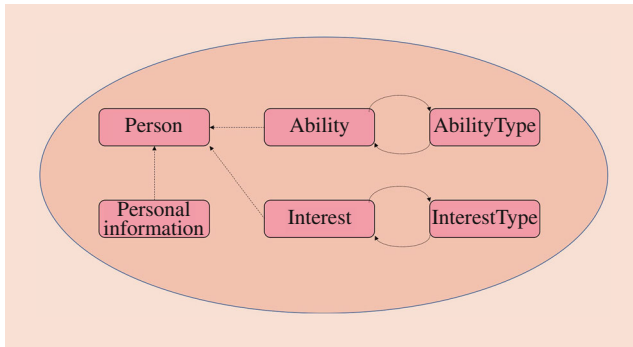 Person
Ability
AbilityType
Personal
information
Interest
InterestType